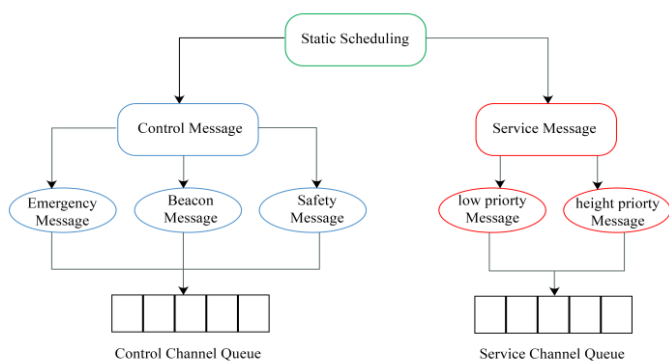 Static Scheduling
Control Message
Service Message
Emergency
Message
Beacon
Message
Safety
Message
low priorty
Message
height priorty
Message
Control Channel Queue
Service Channel Queue